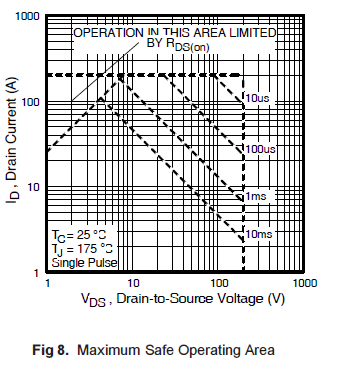 1000
OPERATION IN THIS AREA LIMITED
BY RDS(on)
100
10
1
ID , Drain Current (A)
10us
100us
1ms
10ms
TC= 25 °C
TJ = 175 °C
Single Pulse
1
10
100
1000
VDS , Drain-to-Source Voltage (V)
Fig 8. Maximum Safe Operating Area